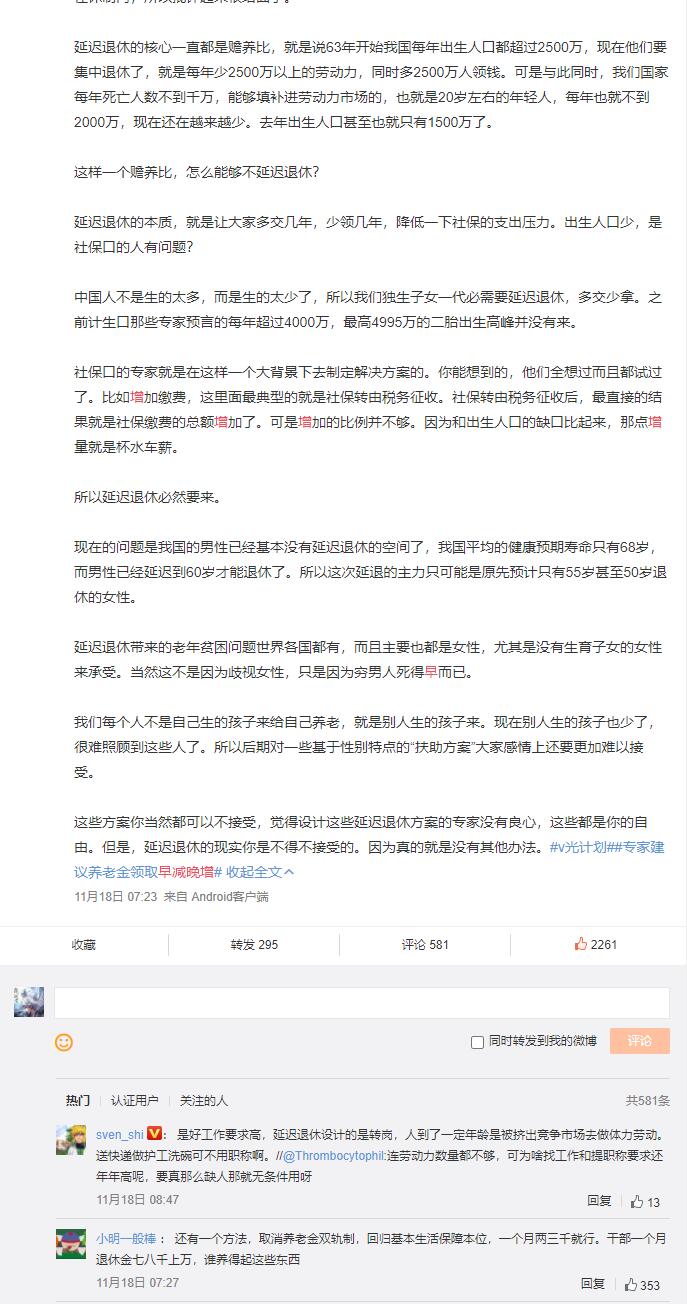 延迟退休的核心一直都是赡养比，就是说63年开始我国每年出生人口都超过2500万，现在他们要
集中退休了，就是每年少2500万以上的劳动力，同时多2500万人领钱。可是与此同时，我们国家
每年死亡人数不到千万，能够填补进劳动力市场的，也就是20岁左右的年轻人，每年也就不到
2000万，现在还在越来越少。去年出生人口甚至也就只有1500万了。
这样一个赡养比，怎么能够不延迟退休？
延迟退休的本质，就是让大家多交几年，少领几年，降低一下社保的支出压力。出生人口少，是
社保口的人有问题？
中国人不是生的太多，而是生的太少了，所以我们独生子女一代必需要延迟退休，多交少拿。之
前计生口那些专家预言的每年超过4000万，最高4995万的二胎出生高峰并没有来。
社保口的专家就是在这样一个大背景下去制定解决方案的。你能想到的，他们全想过而且都试过
了。比如增加缴费，这里面最典型的就是社保转由税务征收。社保转由税务征收后，最直接的结
果就是社保缴费的总额增加了。可是增加的比例并不够。因为和出生人口的缺口比起来，那点增
量就是杯水车薪。
所以延迟退休必然要来。
现在的问题是我国的男性已经基本没有延迟退休的空间了，我国平均的健康预期寿命只有68岁，
而男性已经延迟到60岁才能退休了。所以这次延退的主力只可能是原先预计只有55岁甚至50岁退
休的女性。
延迟退休带来的老年贫困问题世界各国都有，而且主要也都是女性，尤其是没有生育子女的女性
来承受。当然这不是因为歧视女性，只是因为穷男人死得早而已。
我们每个人不是自己生的孩子来给自己养老，就是别人生的孩子来。现在别人生的孩子也少了，
很难照顾到这些人了。所以后期对一些基于性别特点的“扶助方案”大家感情上还要更加难以接
受。
这些方案你当然都可以不接受，觉得设计这些延迟退休方案的专家没有良心，这些都是你的自
由。但是，延迟退休的现实你是不得不接受的。因为真的就是没有其他办法。#v光计划##专家建
议养老金领取早减晚增# 收起全文
11月18日 07:23 来自 Android客户端
收藏 转发 295 评论 581 2261
同时转发到我的微博 评论
热门 认证用户 关注的人 共581条
sven_shi V： 是好工作要求高，延迟退休设计的是转岗，人到了一定年龄是被挤出竞争市场去做体力劳动。
送快递做护工洗碗可不用职称啊。//@Thrombocytophil:连劳动力数量都不够，可为啥找工作和提职称要求还
年年高呢，要真那么缺人那就无条件用呀
11月18日 08:47 回复 13
小明一般棒： 还有一个方法，取消养老金双轨制，回归基本生活保障本位，一个月两三千就行。干部一个月
退休金七八千上万，谁养得起这些东西
11月18日 07:27 回复 353